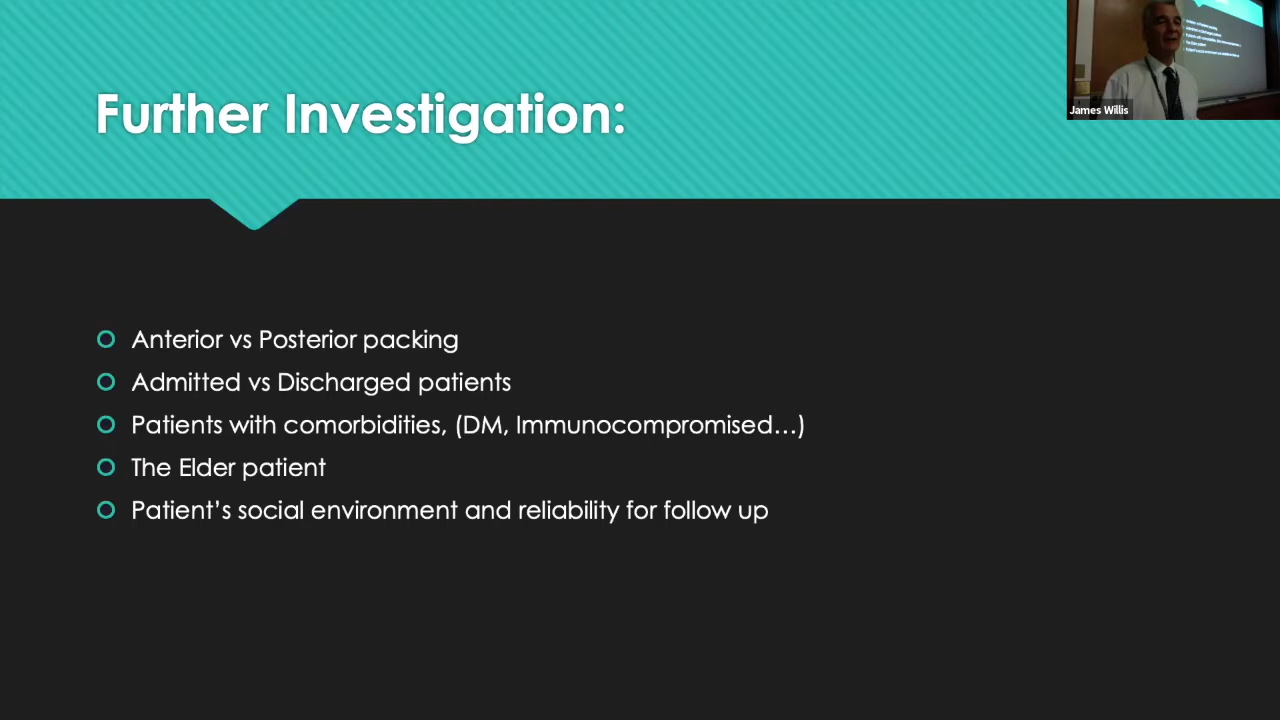 Further Investigation:
James Willis
Anterior vs Posterior packing
Admitted vs Discharged patients
Patients with comorbidities, (DM, Immunocompromised…)
The Elder patient
Patient’s social environment and reliability for follow up